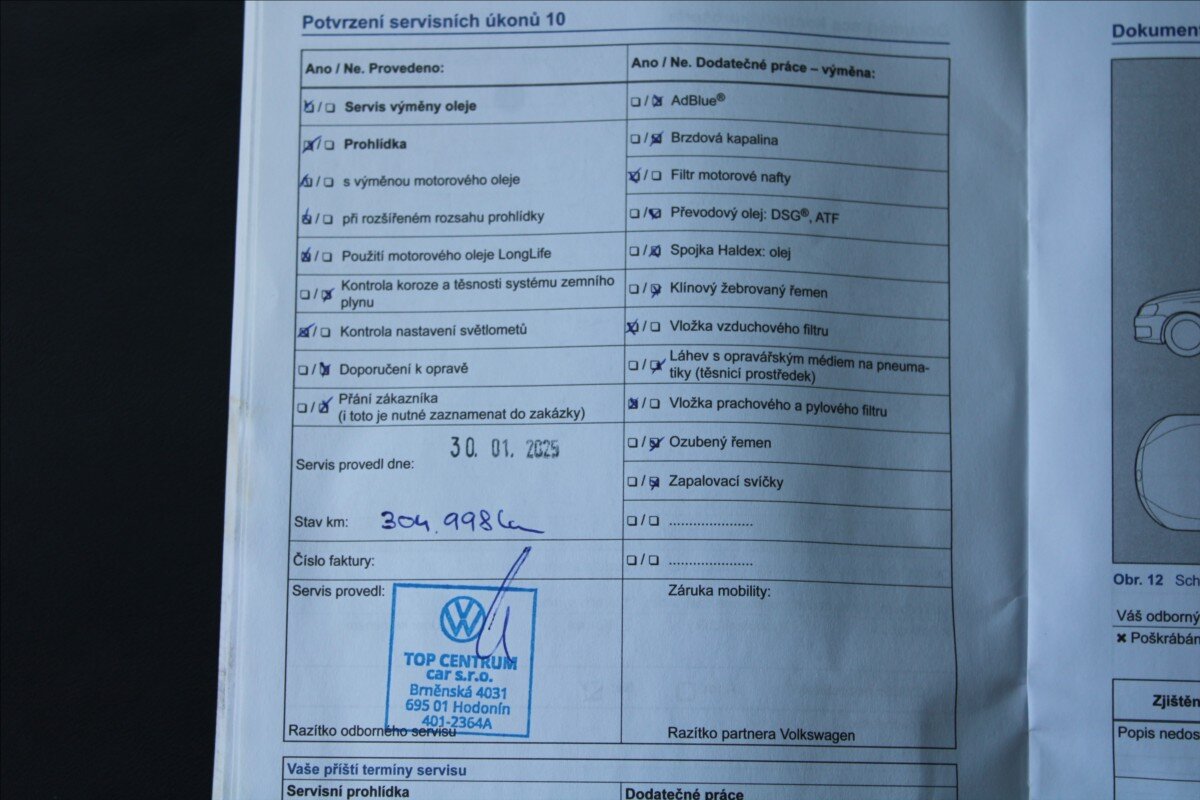 Potvrzení servisních úkonů 10
Ano / Ne. Provedeno:
Servis výměny oleje
Prohlídka
s výměnou motorového oleje
při rozšířeném rozsahu prohlídky
Použití motorového oleje LongLife
Kontrola koroze a těsnosti systému zemního
plynu
Kontrola nastavení světlometů
Doporučení k opravě
Přání zákazníka
(i toto je nutné zaznamenat do zakázky)
Servis provedl dne: 30. 01. 2025
Stav km: 304.998 km
Číslo faktury:
Servis provedl:
TOP CENTRUM
car s.r.o.
Brněnská 4031
695 01 Hodonín
401-2364A
Razítko odborného servisu
Ano / Ne. Dodatečné práce – výměna:
AdBlue®
Brzdová kapalina
Filtr motorové nafty
Převodový olej: DSG®, ATF
Spojka Haldex: olej
Klínový žebrovaný řemen
Vložka vzduchového filtru
Láhev s opravářským médiem na pneuma-
tiky (těsnicí prostředek)
Vložka prachového a pylového filtru
Ozubený řemen
Zapalovací svíčky
.....................
.....................
Záruka mobility:
Razítko partnera Volkswagen
Vaše příští termíny servisu
Servisní prohlídka
Dodatečné práce
Dokument
Obr. 12 Sch
Váš odborný
✖ Poškrábán
Zjištěn
Popis nedos